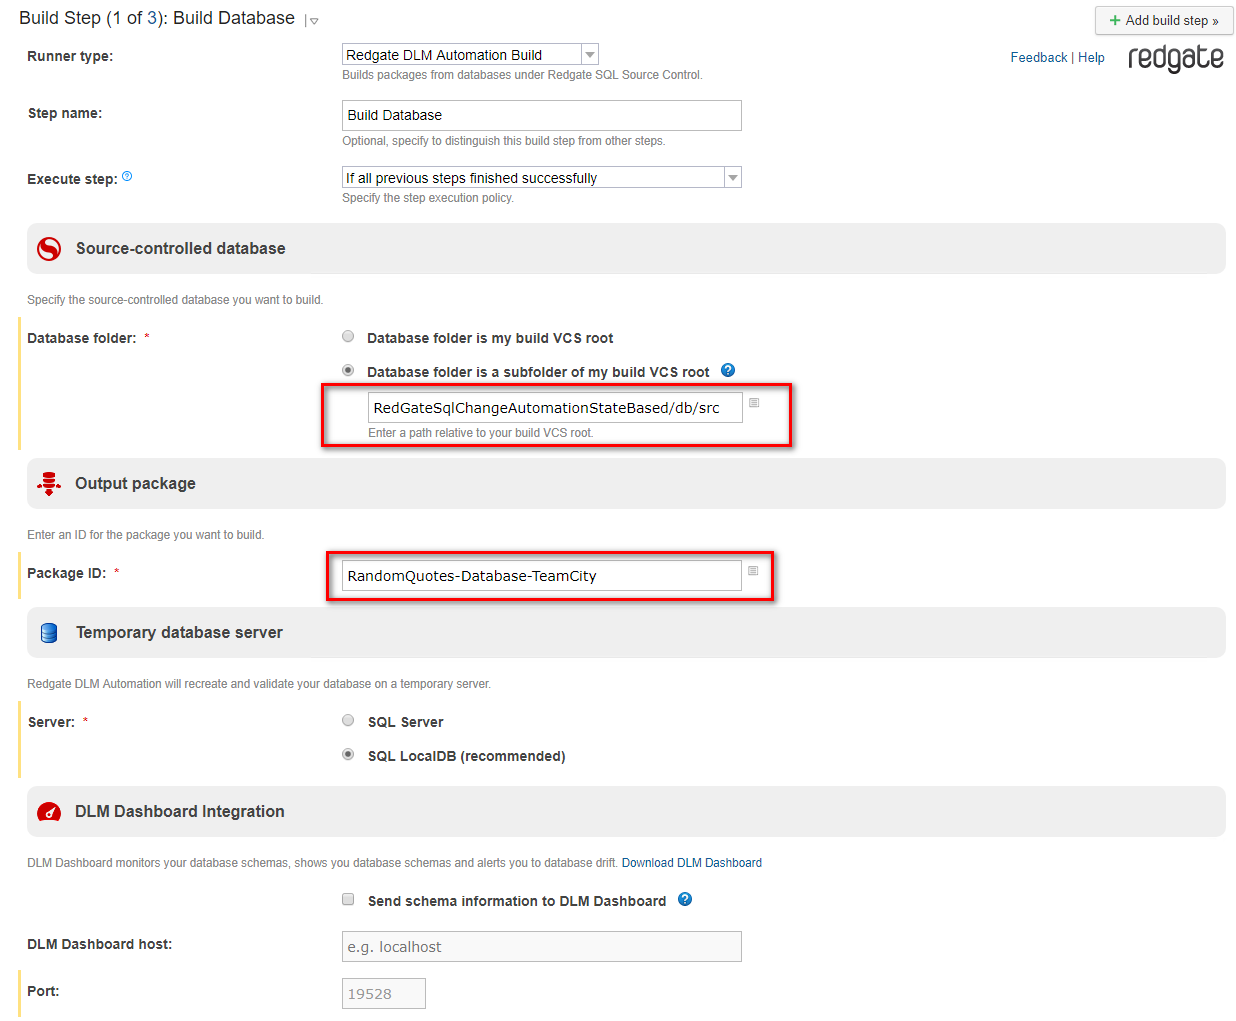 Build Step (1 of 3): Build Database
+ Add build step »
Runner type:
Redgate DLM Automation Build
Builds packages from databases under Redgate SQL Source Control.
Feedback | Help
redgate
Step name:
Build Database
Optional, specify to distinguish this build step from other steps.
Execute step: ?
If all previous steps finished successfully
Specify the step execution policy.
Source-controlled database
Specify the source-controlled database you want to build.
Database folder: *
Database folder is my build VCS root
Database folder is a subfolder of my build VCS root ?
RedGateSqlChangeAutomationStateBased/db/src
Enter a path relative to your build VCS root.
Output package
Enter an ID for the package you want to build.
Package ID: *
RandomQuotes-Database-TeamCity
Temporary database server
Redgate DLM Automation will recreate and validate your database on a temporary server.
Server: *
SQL Server
SQL LocalDB (recommended)
DLM Dashboard Integration
DLM Dashboard monitors your database schemas, shows you database schemas and alerts you to database drift. Download DLM Dashboard
Send schema information to DLM Dashboard ?
DLM Dashboard host:
e.g. localhost
Port:
19528